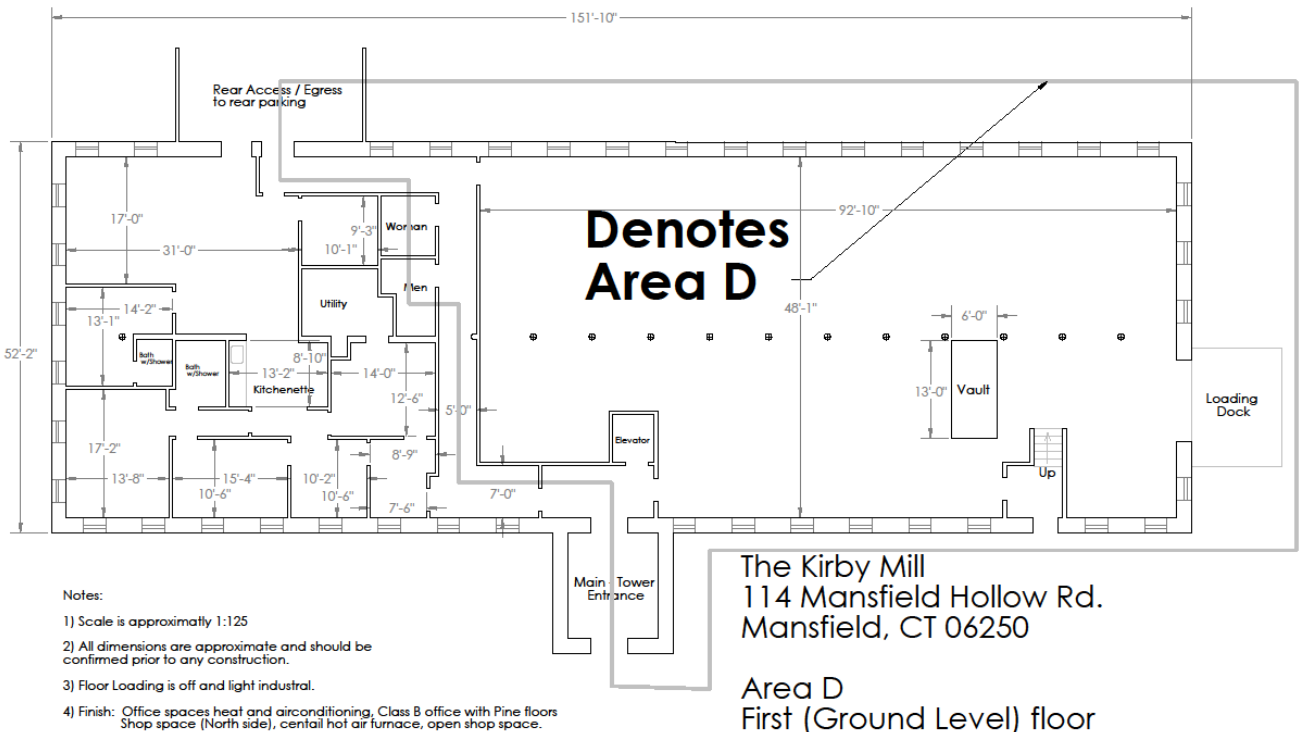 151'-10"
Rear Access / Egress
to rear parking
17'-0"
31'-0"
9'-3"
10'-1"
Woman
Denotes
Area D
92'-10"
48'-1"
Utility
Men
14'-2"
13'-1"
52'-2"
Bath
w/Shower
Bath
w/Shower
8'-10"
13'-2"
Kitchenette
14'-0"
12'-6"
5'-0"
6'-0"
13'-0"
Vault
Loading
Dock
Elevator
Up
17'-2"
13'-8"
15'-4"
10'-6"
10'-2"
10'-6"
8'-9"
7'-6"
7'-0"
Main - Tower
Entrance
Notes:
1) Scale is approximatly 1:125
2) All dimensions are approximate and should be
confirmed prior to any construction.
3) Floor Loading is off and light industral.
4) Finish: Office spaces heat and airconditioning, Class B office with Pine floors
Shop space (North side), centail hot air furnace, open shop space.
The Kirby Mill
114 Mansfield Hollow Rd.
Mansfield, CT 06250
Area D
First (Ground Level) floor